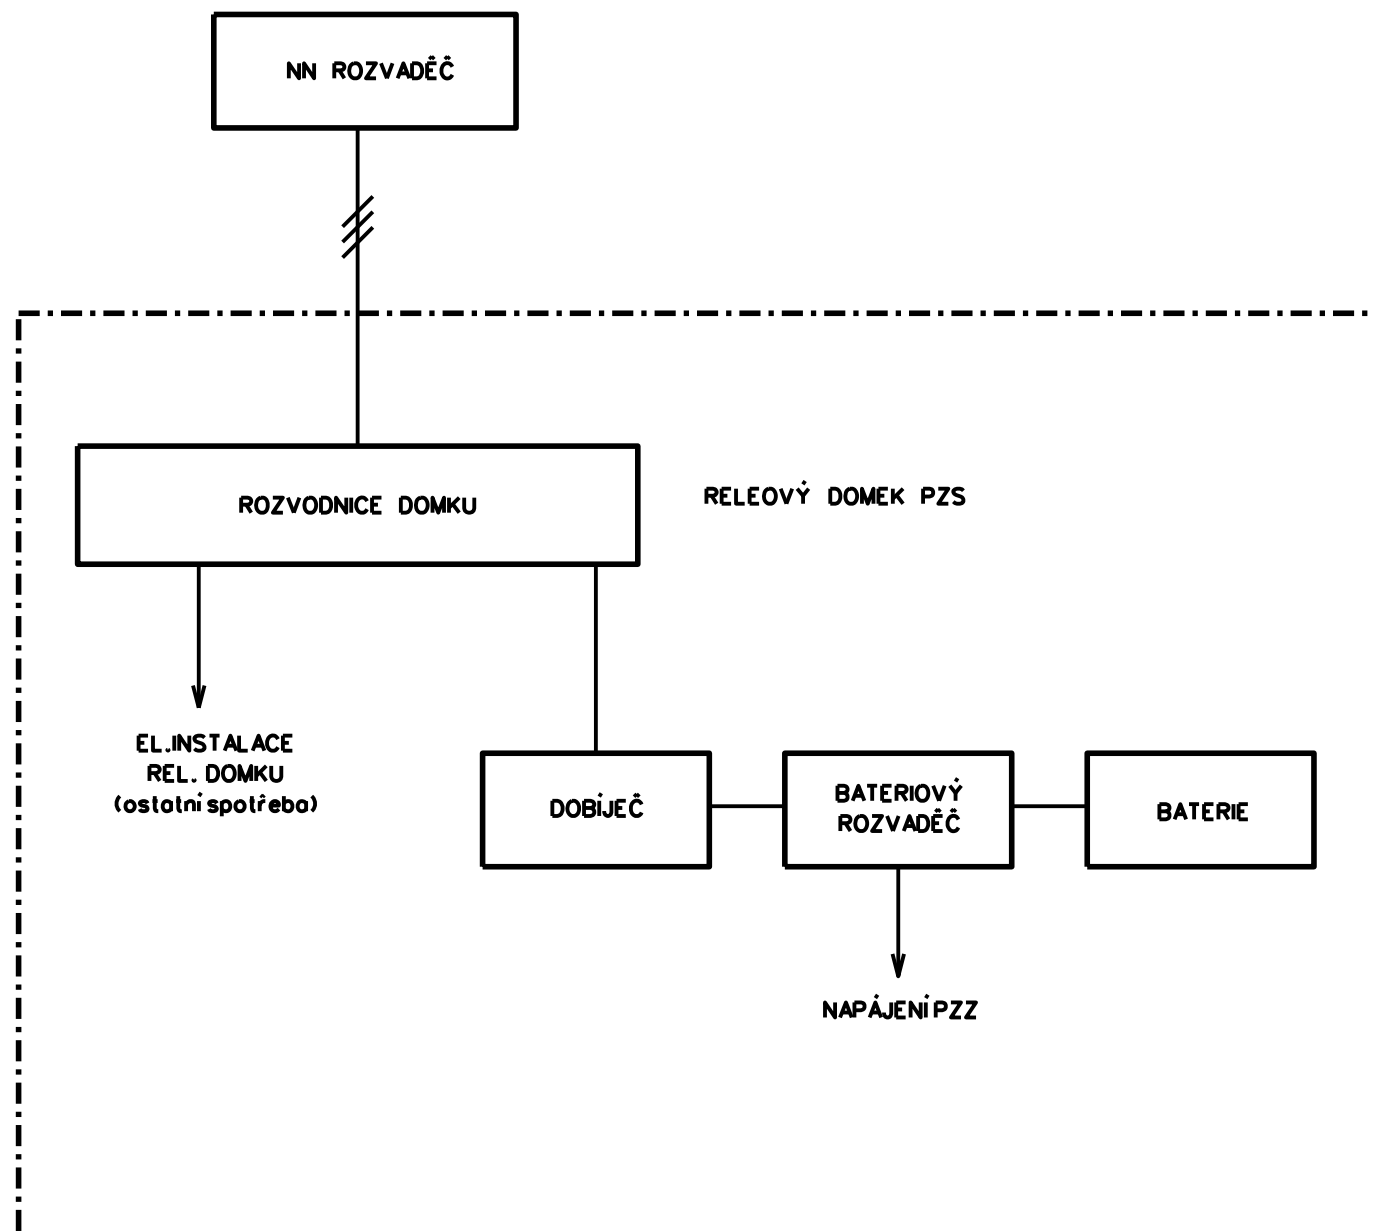 NN ROZVADĚČ
ROZVODNICE DOMKU
RELEOVÝ DOMEK PZS
EL.INSTALACE
REL. DOMKU
(ostatní spotřeba)
DOBÍJEČ
BATERIOVÝ
ROZVADĚČ
BATERIE
NAPÁJENÍ PZZ